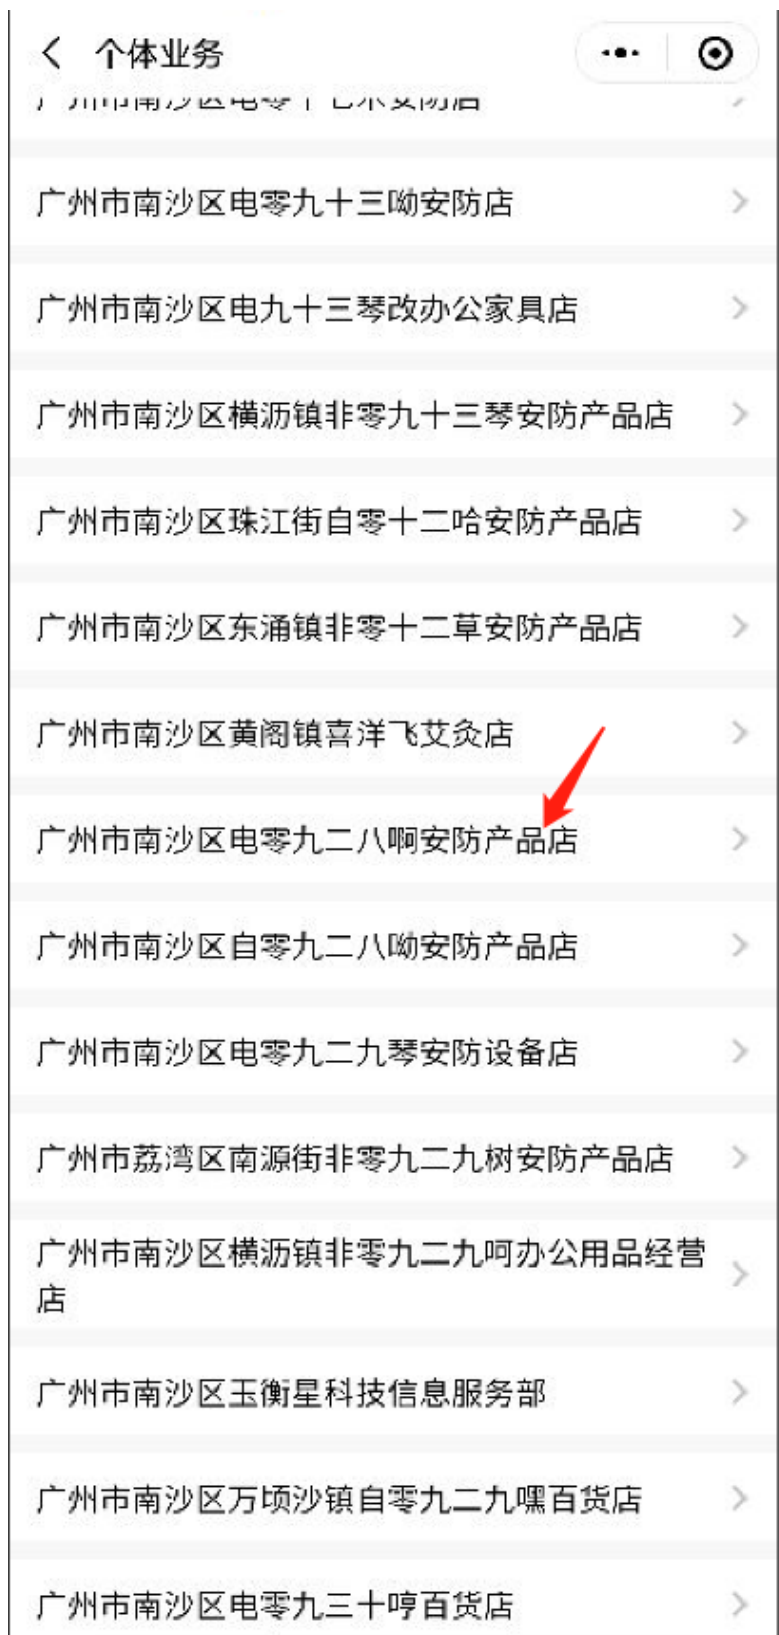 个体业务
广州市南沙区电零九十三呦安防店
广州市南沙区电九十三琴改办公家具店
广州市南沙区横沥镇非零九十三琴安防产品店
广州市南沙区珠江街自零十二哈安防产品店
广州市南沙区东涌镇非零十二草安防产品店
广州市南沙区黄阁镇喜洋飞艾灸店
广州市南沙区电零九二八啊安防产品店
广州市南沙区自零九二八呦安防产品店
广州市南沙区电零九二九琴安防设备店
广州市荔湾区南源街非零九二九树安防产品店
广州市南沙区横沥镇非零九二九呵办公用品经营
店
广州市南沙区玉衡星科技信息服务部
广州市南沙区万顷沙镇自零九二九嘿百货店
广州市南沙区电零九三十哼百货店